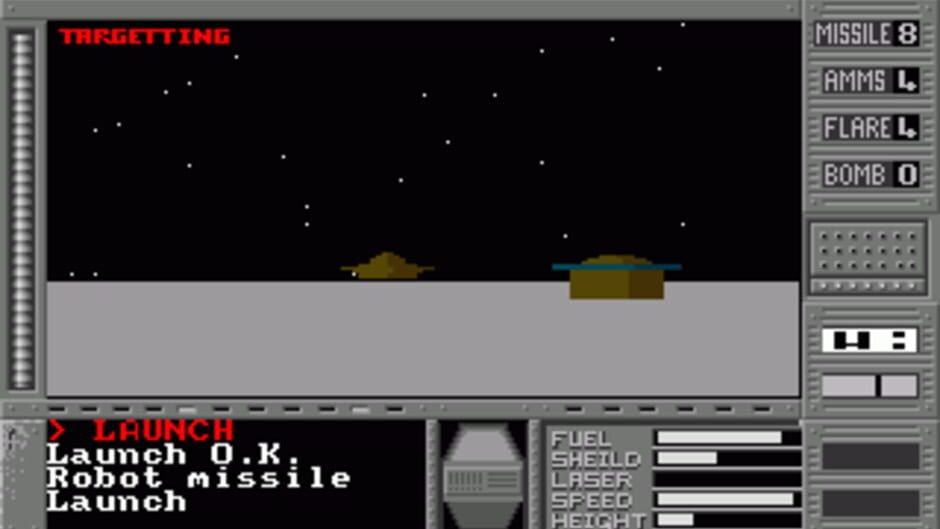 TARGETTING
MISSILE 8
AMMS 4
FLARE 4
BOMB 0
> LAUNCH
Launch O.K.
Robot missile
Launch
FUEL
SHEILD
LASER
SPEED
HEIGHT